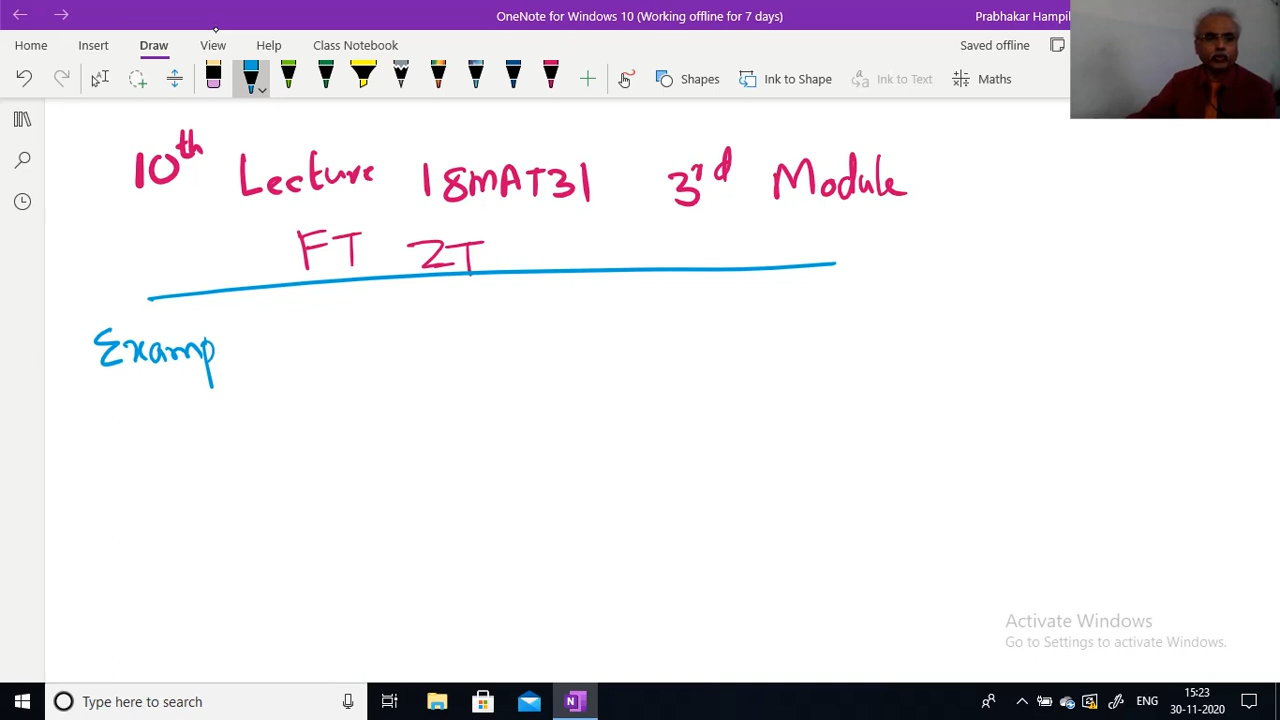 OneNote for Windows 10 (Working offline for 7 days)
Prabhakar Hampil
Home Insert Draw View Help Class Notebook Saved offline
Shapes Ink to Shape Ink to Text Maths
10th Lecture 18MAT31 3rd Module
FT ZT
Examp
Activate Windows
Go to Settings to activate Windows.
Type here to search
ENG
15:23
30-11-2020